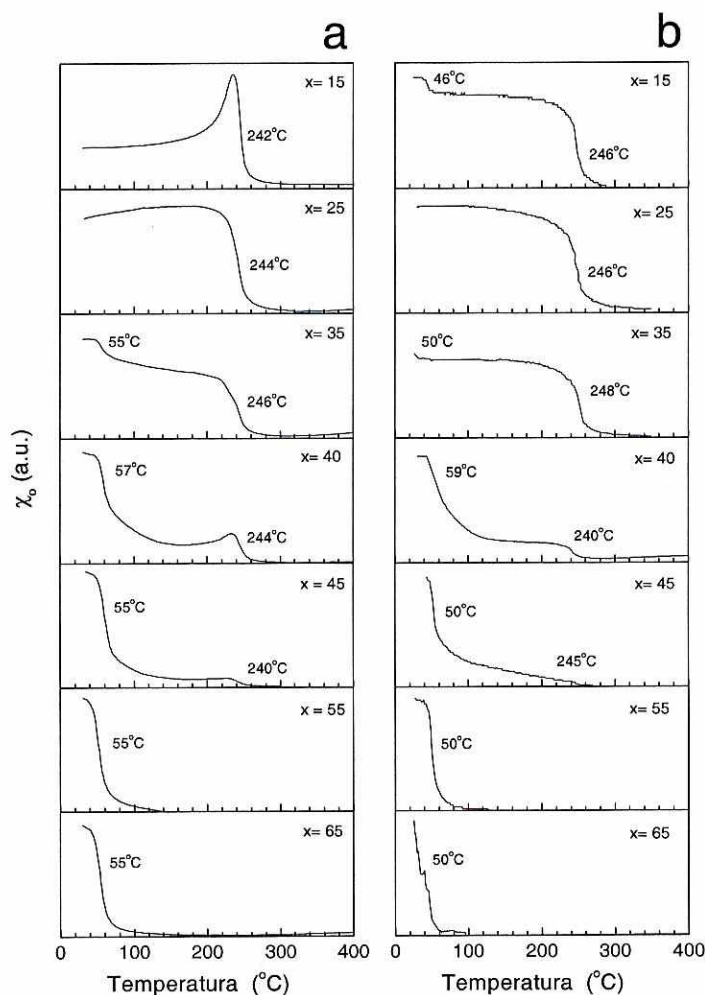 a
x= 15
242°C
x= 25
244°C
55°C
x= 35
246°C
57°C
x= 40
244°C
x= 45
55°C
240°C
x= 55
55°C
x= 65
55°C
0 100 200 300 400
Temperatura (°C)
χₒ (a.u.)
b
46°C
x= 15
246°C
x= 25
246°C
50°C
x= 35
248°C
59°C
x= 40
240°C
x= 45
50°C
245°C
x= 55
50°C
x= 65
50°C
0 100 200 300 400
Temperatura (°C)